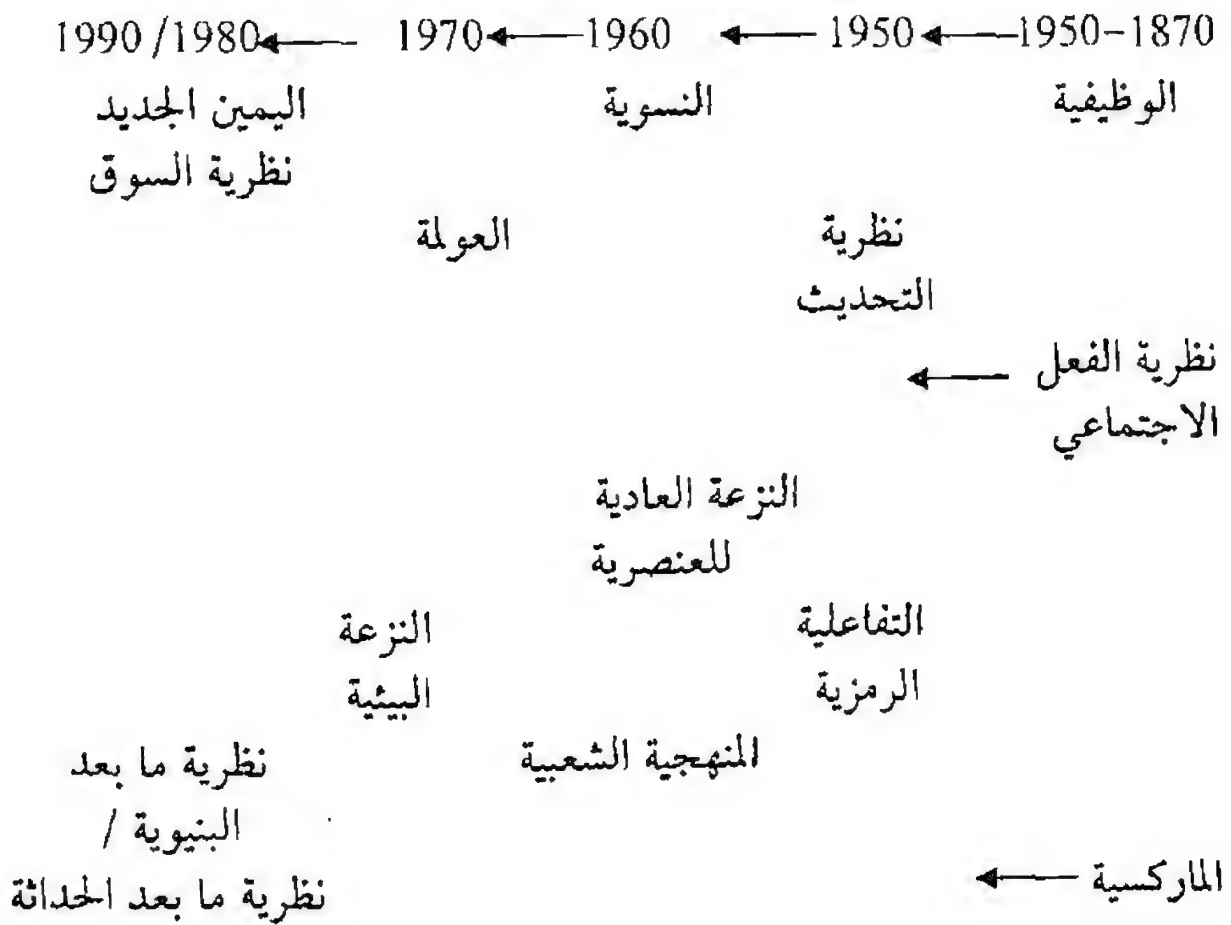 1950-1870 ← 1950 ← 1960 ← 1970 ← 1980/ 1990
الوظيفية النسوية اليمين الجديد
نظرية السوق
نظرية العولمة
التحديث
نظرية الفعل ←
الاجتماعي
النزعة العادية
للعنصرية
التفاعلية النزعة
الرمزية البيئية
المنهجية الشعبية نظرية ما بعد
البنيوية /
الماركسية ←
نظرية ما بعد الحداثة